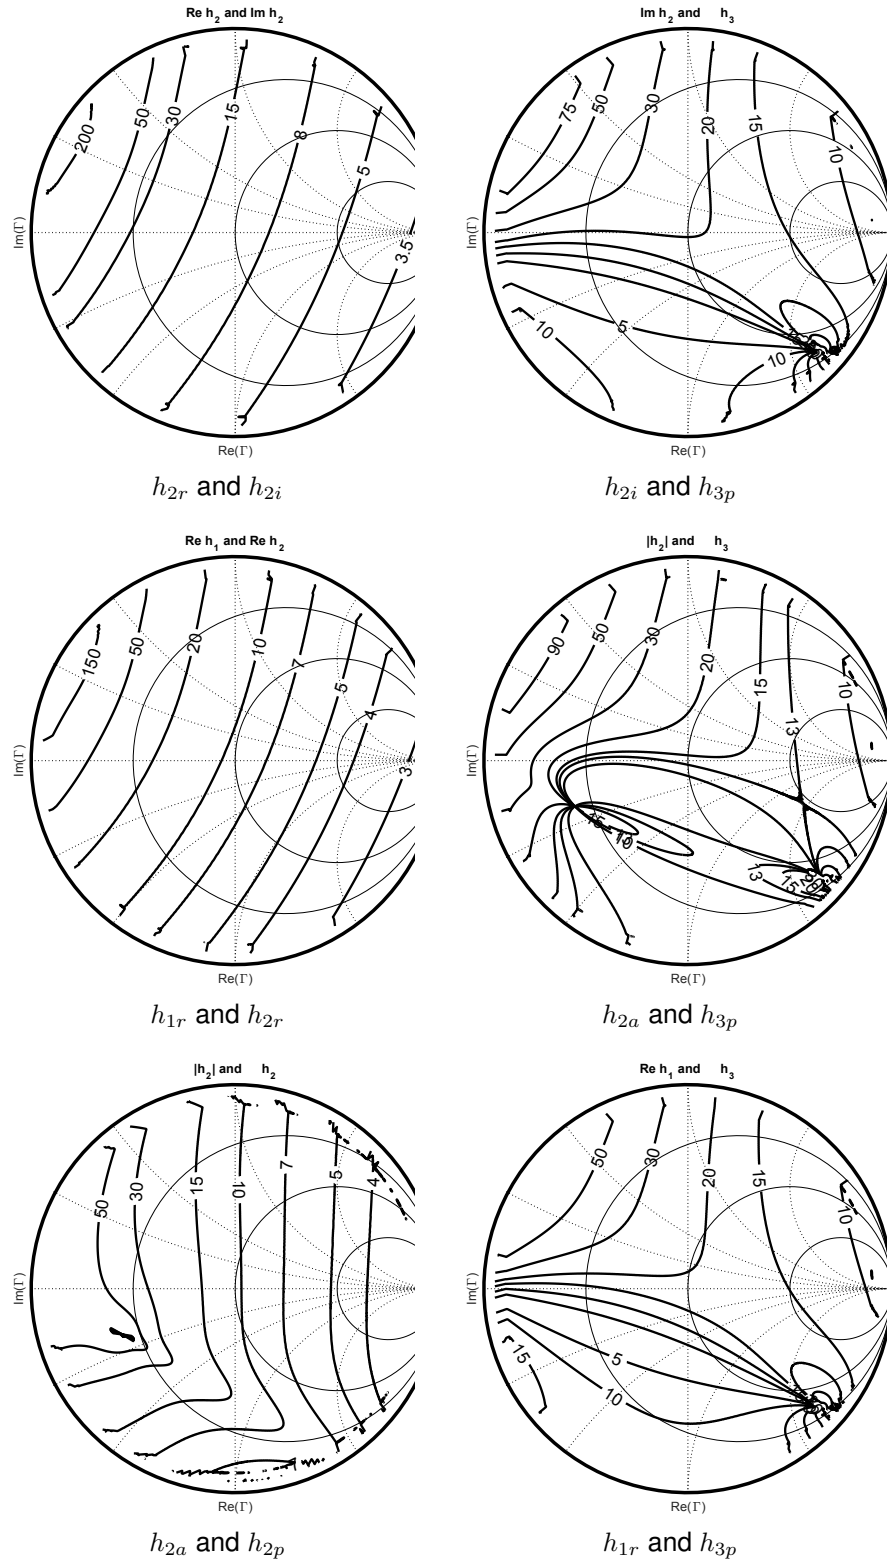 Re h2 and Im h2
200
50
30
15
8
5
3.5
Im(Γ)
Re(Γ)
h2r and h2i
Im h2 and h3
75
50
30
20
15
10
10
5
10
Im(Γ)
Re(Γ)
h2i and h3p
Re h1 and Re h2
150
50
20
10
7
5
4
3
Im(Γ)
Re(Γ)
h1r and h2r
|h2| and h3
90
50
30
20
15
13
10
15
10
13
15
Im(Γ)
Re(Γ)
h2a and h3p
|h2| and h2
50
30
15
10
7
5
4
Im(Γ)
Re(Γ)
h2a and h2p
Re h1 and h3
50
30
20
15
10
15
5
10
Im(Γ)
Re(Γ)
h1r and h3p